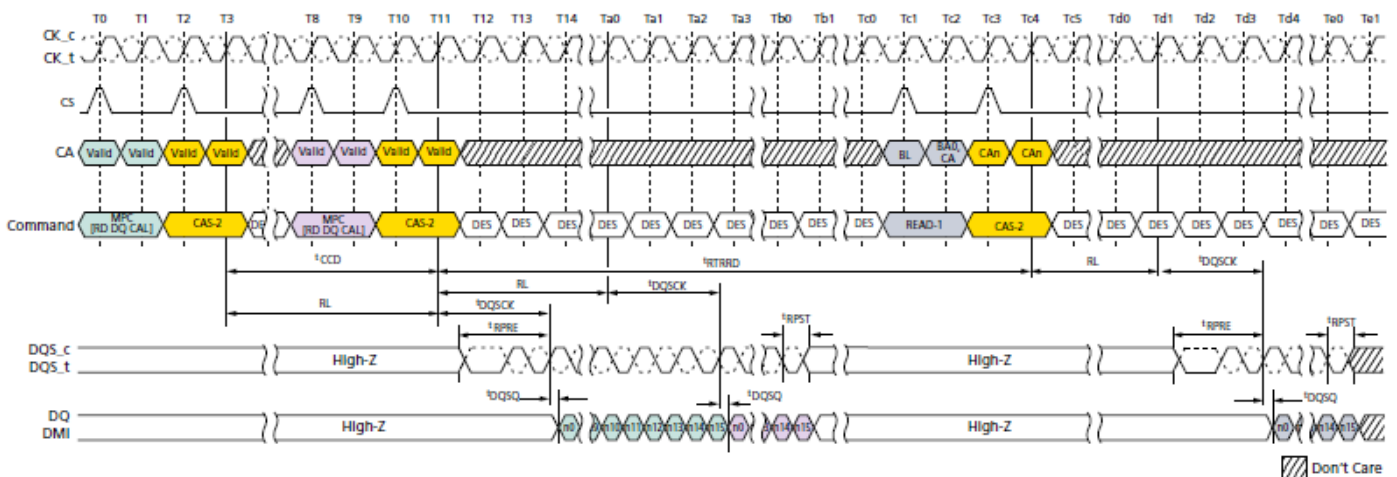 T0 T1 T2 T3 T8 T9 T10 T11 T12 T13 T14 Ta0 Ta1 Ta2 Ta3 Tb0 Tb1 Tc0 Tc1 Tc2 Tc3 Tc4 Tc5 Td0 Td1 Td2 Td3 Td4 Te0 Te1
CK_c
CK_t
CS
CA Valid Valid Valid Valid Valid Valid Valid Valid BL BA0, CAn CAn
CA
Command MPC CAS-2 DE MPC CAS-2 DES DES DES DES DES DES DES DES DES DES READ-1 CAS-2 DES DES DES DES DES DES DES DES
[RD DQ CAL] [RD DQ CAL]
tCCD tRTRRD RL tDQSCK
RL tDQSCK
RL tDQSCK
tRPRE tRPST tRPRE tRPST
DQS_c
DQS_t High-Z High-Z
tDQSQ tDQSQ tDQSQ
DQ
DMI High-Z n0 9 n10 n11 n12 n13 n14 n15 n0 n14 n15 High-Z n0 n14 n15
Don't Care